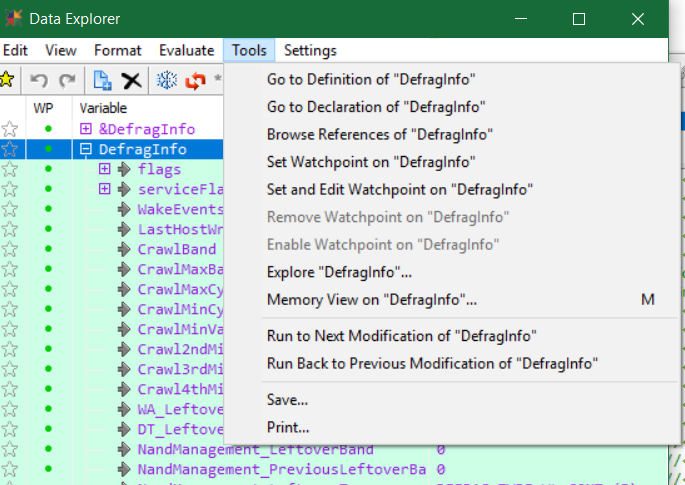 Data Explorer
Edit View Format Evaluate Tools Settings
WP Variable
&DefragInfo
DefragInfo
flags
serviceFla
WakeEvents
LastHostWr
CrawlBand
CrawlMaxBa
CrawlMaxCy
CrawlMinCy
CrawlMinVa
Crawl2ndMi
Crawl3rdMi
Crawl4thMi
WA_Leftove
DT_Leftove
NandManagement_LeftoverBand 0
NandManagement_PreviousLeftoverBa 0
Go to Definition of "DefragInfo"
Go to Declaration of "DefragInfo"
Browse References of "DefragInfo"
Set Watchpoint on "DefragInfo"
Set and Edit Watchpoint on "DefragInfo"
Remove Watchpoint on "DefragInfo"
Enable Watchpoint on "DefragInfo"
Explore "DefragInfo"...
Memory View on "DefragInfo"... M
Run to Next Modification of "DefragInfo"
Run Back to Previous Modification of "DefragInfo"
Save...
Print...